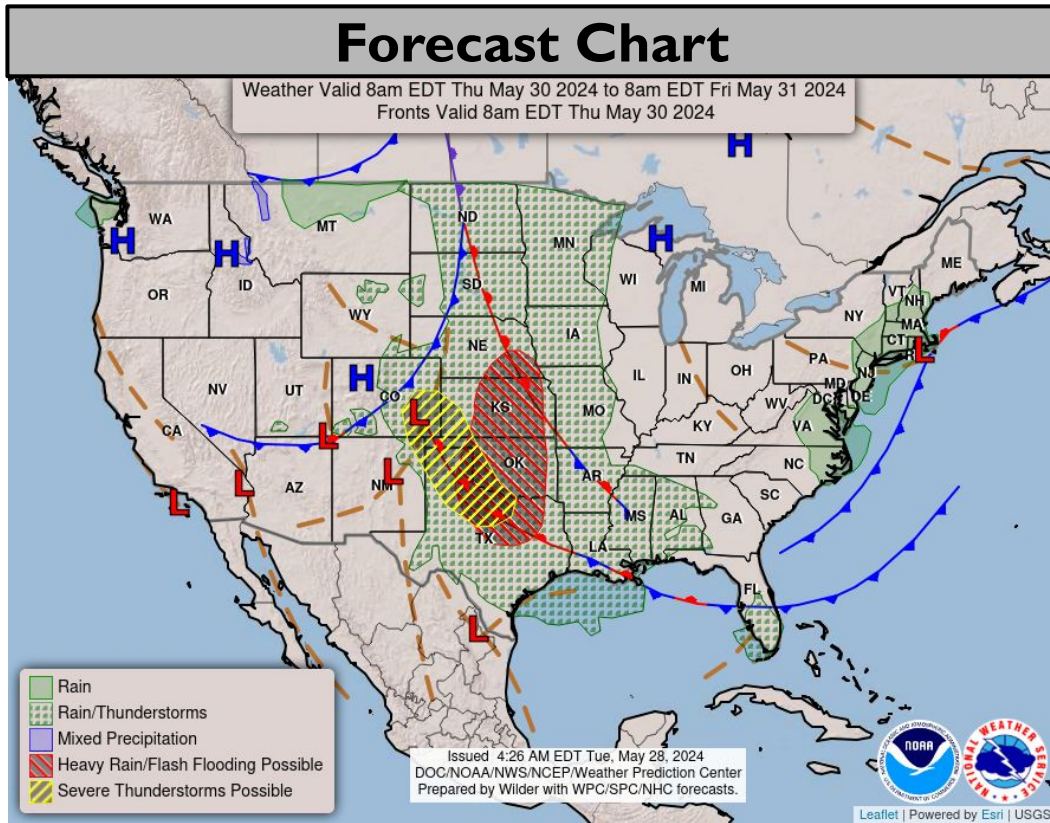 Forecast Chart
Weather Valid 8am EDT Thu May 30 2024 to 8am EDT Fri May 31 2024
Fronts Valid 8am EDT Thu May 30 2024
H
H
H
H
H
WA
MT
ND
MN
ME
OR
ID
SD
WI
MI
VT
NH
NY
MA
WY
CT
L
NE
IA
PA
NJ
NV
UT
CO
IL
IN
OH
MD
DC
DE
KS
MO
WV
VA
KY
CA
L
L
OK
TN
NC
AZ
NM
L
L
L
AR
SC
MS
AL
GA
TX
LA
FL
L
Rain
Rain/Thunderstorms
Mixed Precipitation
Heavy Rain/Flash Flooding Possible
Severe Thunderstorms Possible
Issued 4:26 AM EDT Tue, May 28, 2024
DOC/NOAA/NWS/NCEP/Weather Prediction Center
Prepared by Wilder with WPC/SPC/NHC forecasts.
NOAA
NATIONAL WEATHER SERVICE
Leaflet | Powered by Esri | USGS